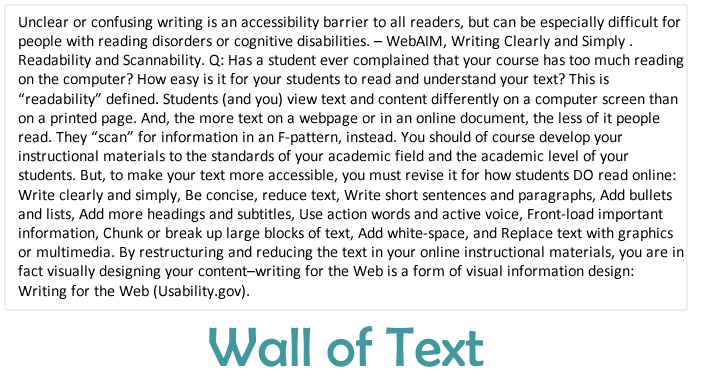 Unclear or confusing writing is an accessibility barrier to all readers, but can be especially difficult for
people with reading disorders or cognitive disabilities. – WebAIM, Writing Clearly and Simply .
Readability and Scannability. Q: Has a student ever complained that your course has too much reading
on the computer? How easy is it for your students to read and understand your text? This is
“readability” defined. Students (and you) view text and content differently on a computer screen than
on a printed page. And, the more text on a webpage or in an online document, the less of it people
read. They “scan” for information in an F-pattern, instead. You should of course develop your
instructional materials to the standards of your academic field and the academic level of your
students. But, to make your text more accessible, you must revise it for how students DO read online:
Write clearly and simply, Be concise, reduce text, Write short sentences and paragraphs, Add bullets
and lists, Add more headings and subtitles, Use action words and active voice, Front-load important
information, Chunk or break up large blocks of text, Add white-space, and Replace text with graphics
or multimedia. By restructuring and reducing the text in your online instructional materials, you are in
fact visually designing your content–writing for the Web is a form of visual information design:
Writing for the Web (Usability.gov).
Wall of Text